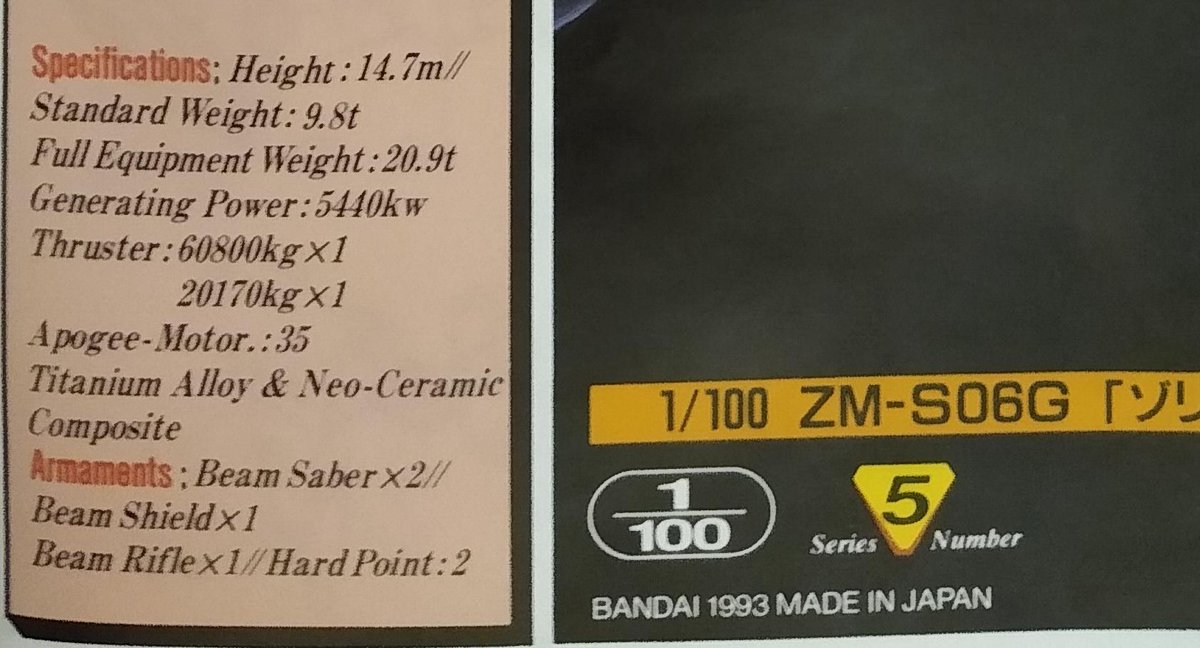 Specifications; Height : 14.7m//
Standard Weight : 9.8t
Full Equipment Weight : 20.9t
Generating Power : 5440kw
Thruster : 60800kg×1
20170kg×1
Apogee-Motor. : 35
Titanium Alloy & Neo-Ceramic
Composite
Armaments ; Beam Saber×2//
Beam Shield×1
Beam Rifle×1//Hard Point : 2
1/100 ZM-S06G 「ゾリ
1
100
Series 5 Number
BANDAI 1993 MADE IN JAPAN